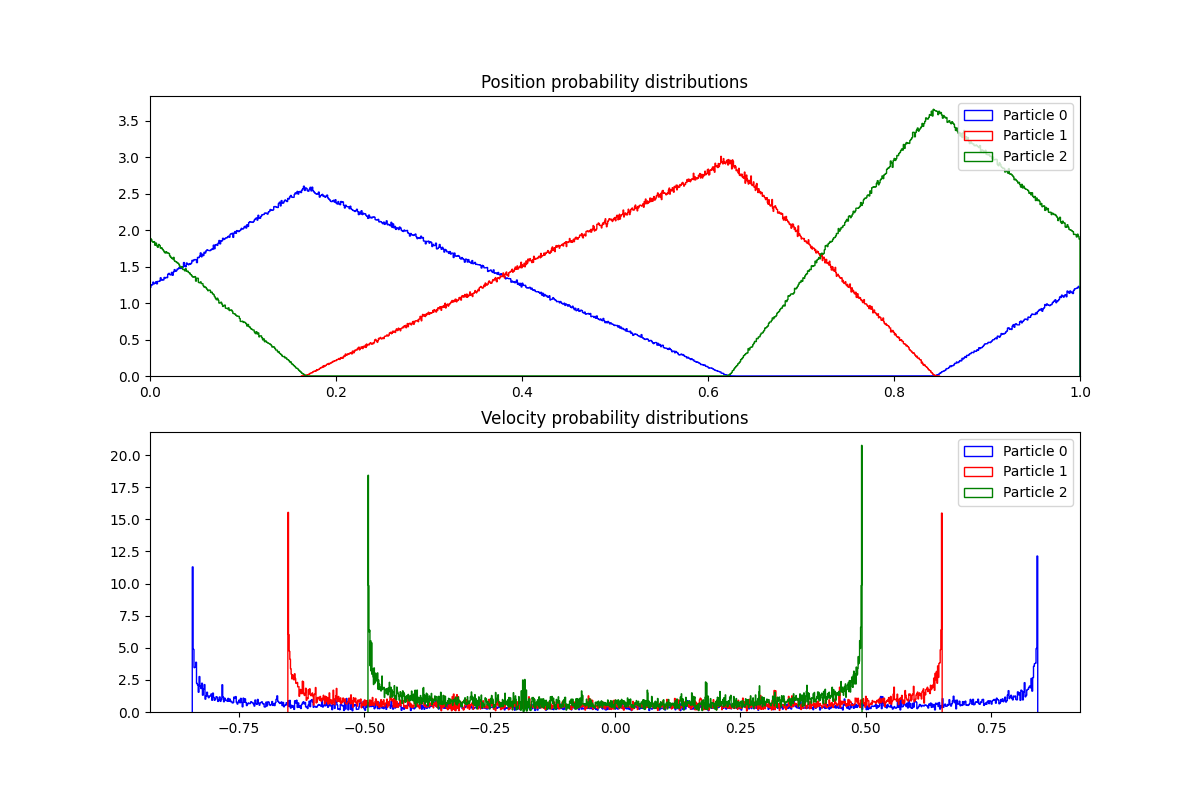 Position probability distributions
3.5
3.0
2.5
2.0
1.5
1.0
0.5
0.0
Particle 0
Particle 1
Particle 2
0.0 0.2 0.4 0.6 0.8 1.0
Velocity probability distributions
20.0
17.5
15.0
12.5
10.0
7.5
5.0
2.5
0.0
Particle 0
Particle 1
Particle 2
−0.75 −0.50 −0.25 0.00 0.25 0.50 0.75